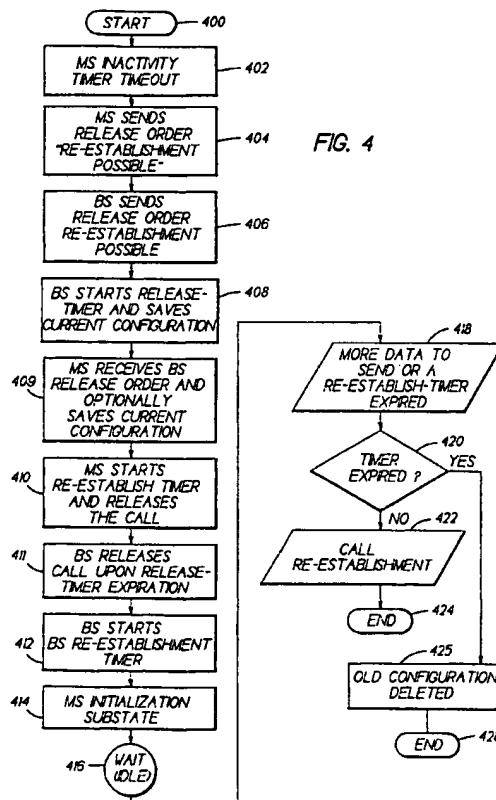 START
400
MS INACTIVITY
TIMER TIMEOUT
402
MS SENDS
RELEASE ORDER
"RE-ESTABLISHMENT
POSSIBLE"
404
FIG. 4
BS SENDS
RELEASE ORDER
RE-ESTABLISHMENT
POSSIBLE
406
BS STARTS RELEASE-
TIMER AND SAVES
CURRENT CONFIGURATION
408
MS RECEIVES BS
RELEASE ORDER AND
OPTIONALLY
SAVES CURRENT
CONFIGURATION
409
MS STARTS
RE-ESTABLISH TIMER
AND RELEASES
THE CALL
410
BS RELEASES
CALL UPON RELEASE-
TIMER EXPIRATION
411
BS STARTS
BS RE-ESTABLISHMENT
TIMER
412
MS INITIALIZATION
SUBSTATE
414
WAIT
(IDLE)
416
418
MORE DATA TO
SEND OR A
RE-ESTABLISH-TIMER
EXPIRED
420
TIMER
EXPIRED ?
YES
NO
422
CALL
RE-ESTABLISHMENT
END
424
425
OLD CONFIGURATION
DELETED
END